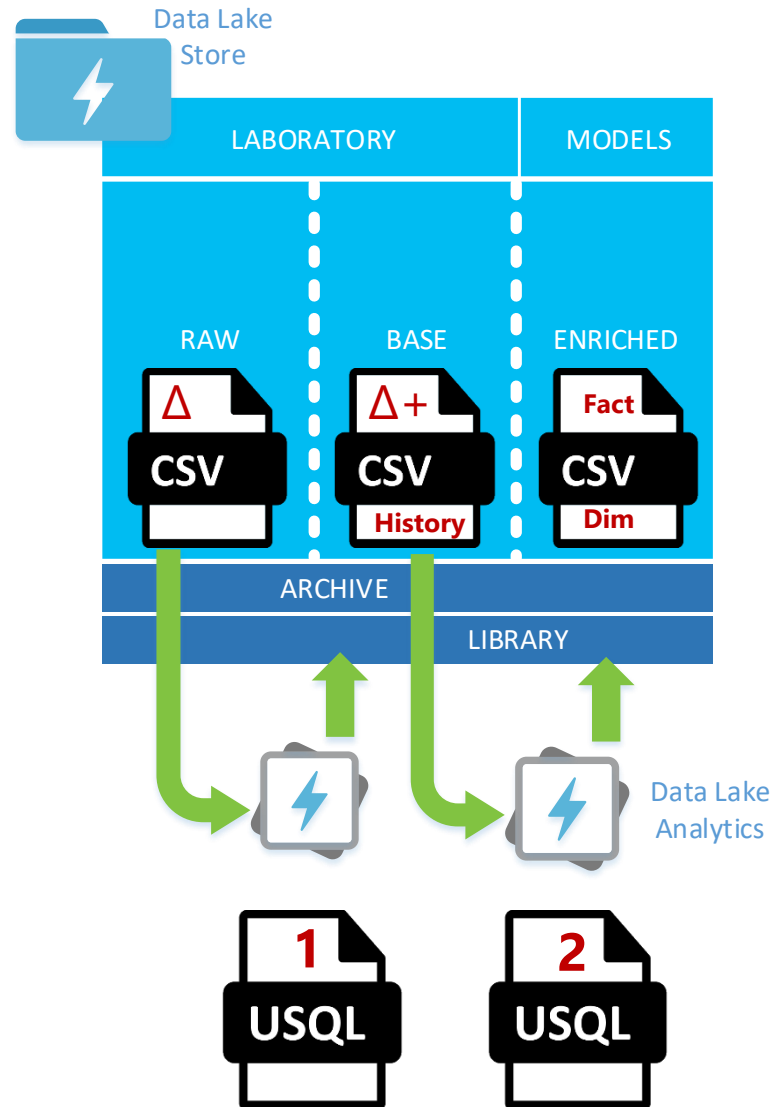 Data Lake
Store
LABORATORY
MODELS
RAW
BASE
ENRICHED
Δ
Δ+
Fact
CSV
CSV
CSV
History
Dim
ARCHIVE
LIBRARY
Data Lake
Analytics
1
2
USQL
USQL